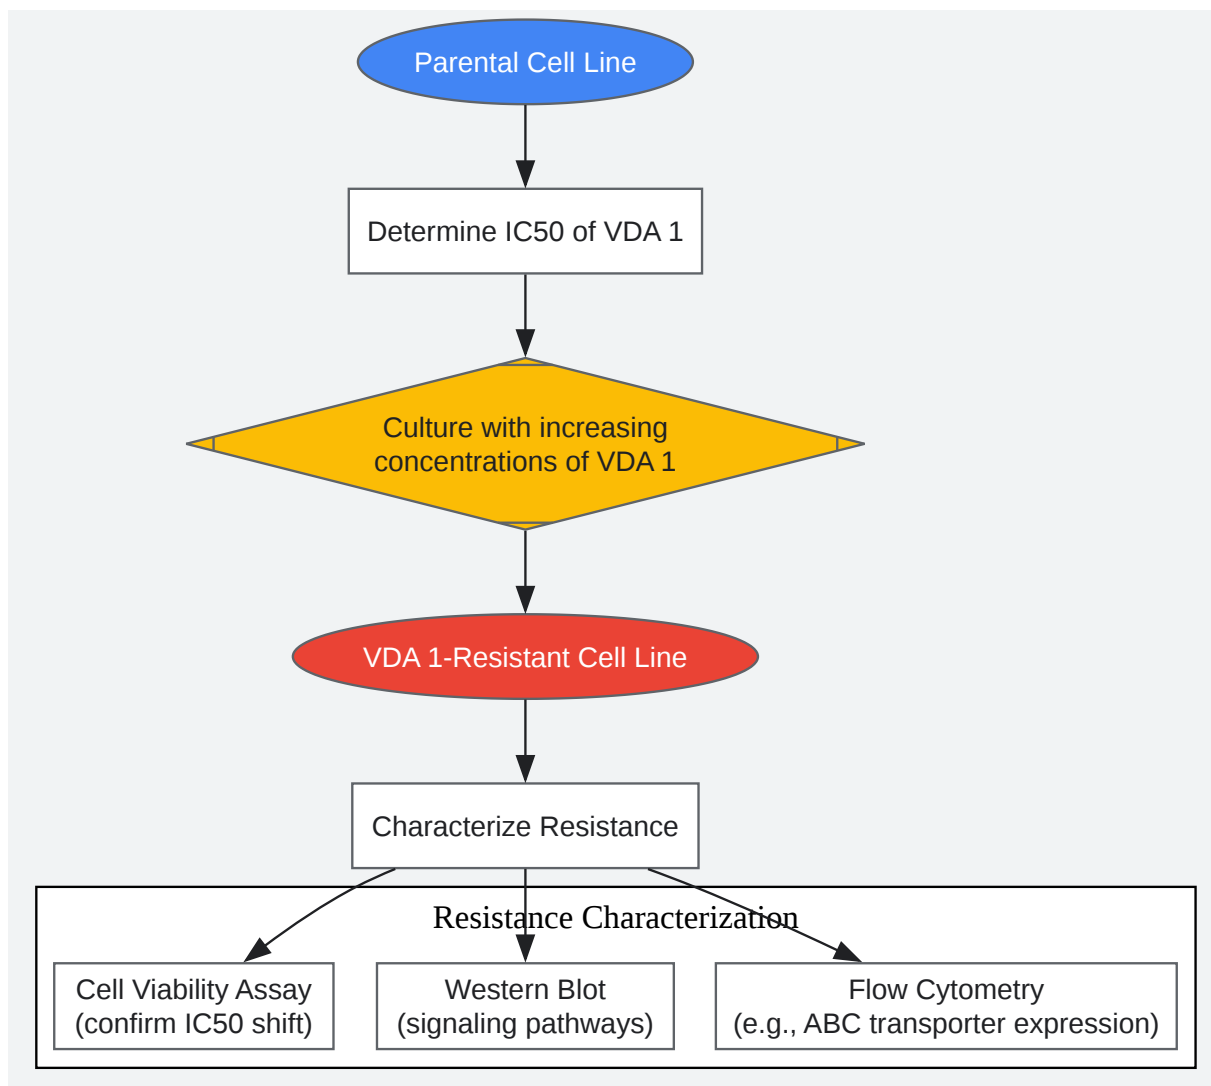 Parental Cell Line
Determine IC50 of VDA 1
Culture with increasing
concentrations of VDA 1
VDA 1-Resistant Cell Line
Characterize Resistance
Resistance Characterization
Cell Viability Assay
(confirm IC50 shift)
Western Blot
(signaling pathways)
Flow Cytometry
(e.g., ABC transporter expression)